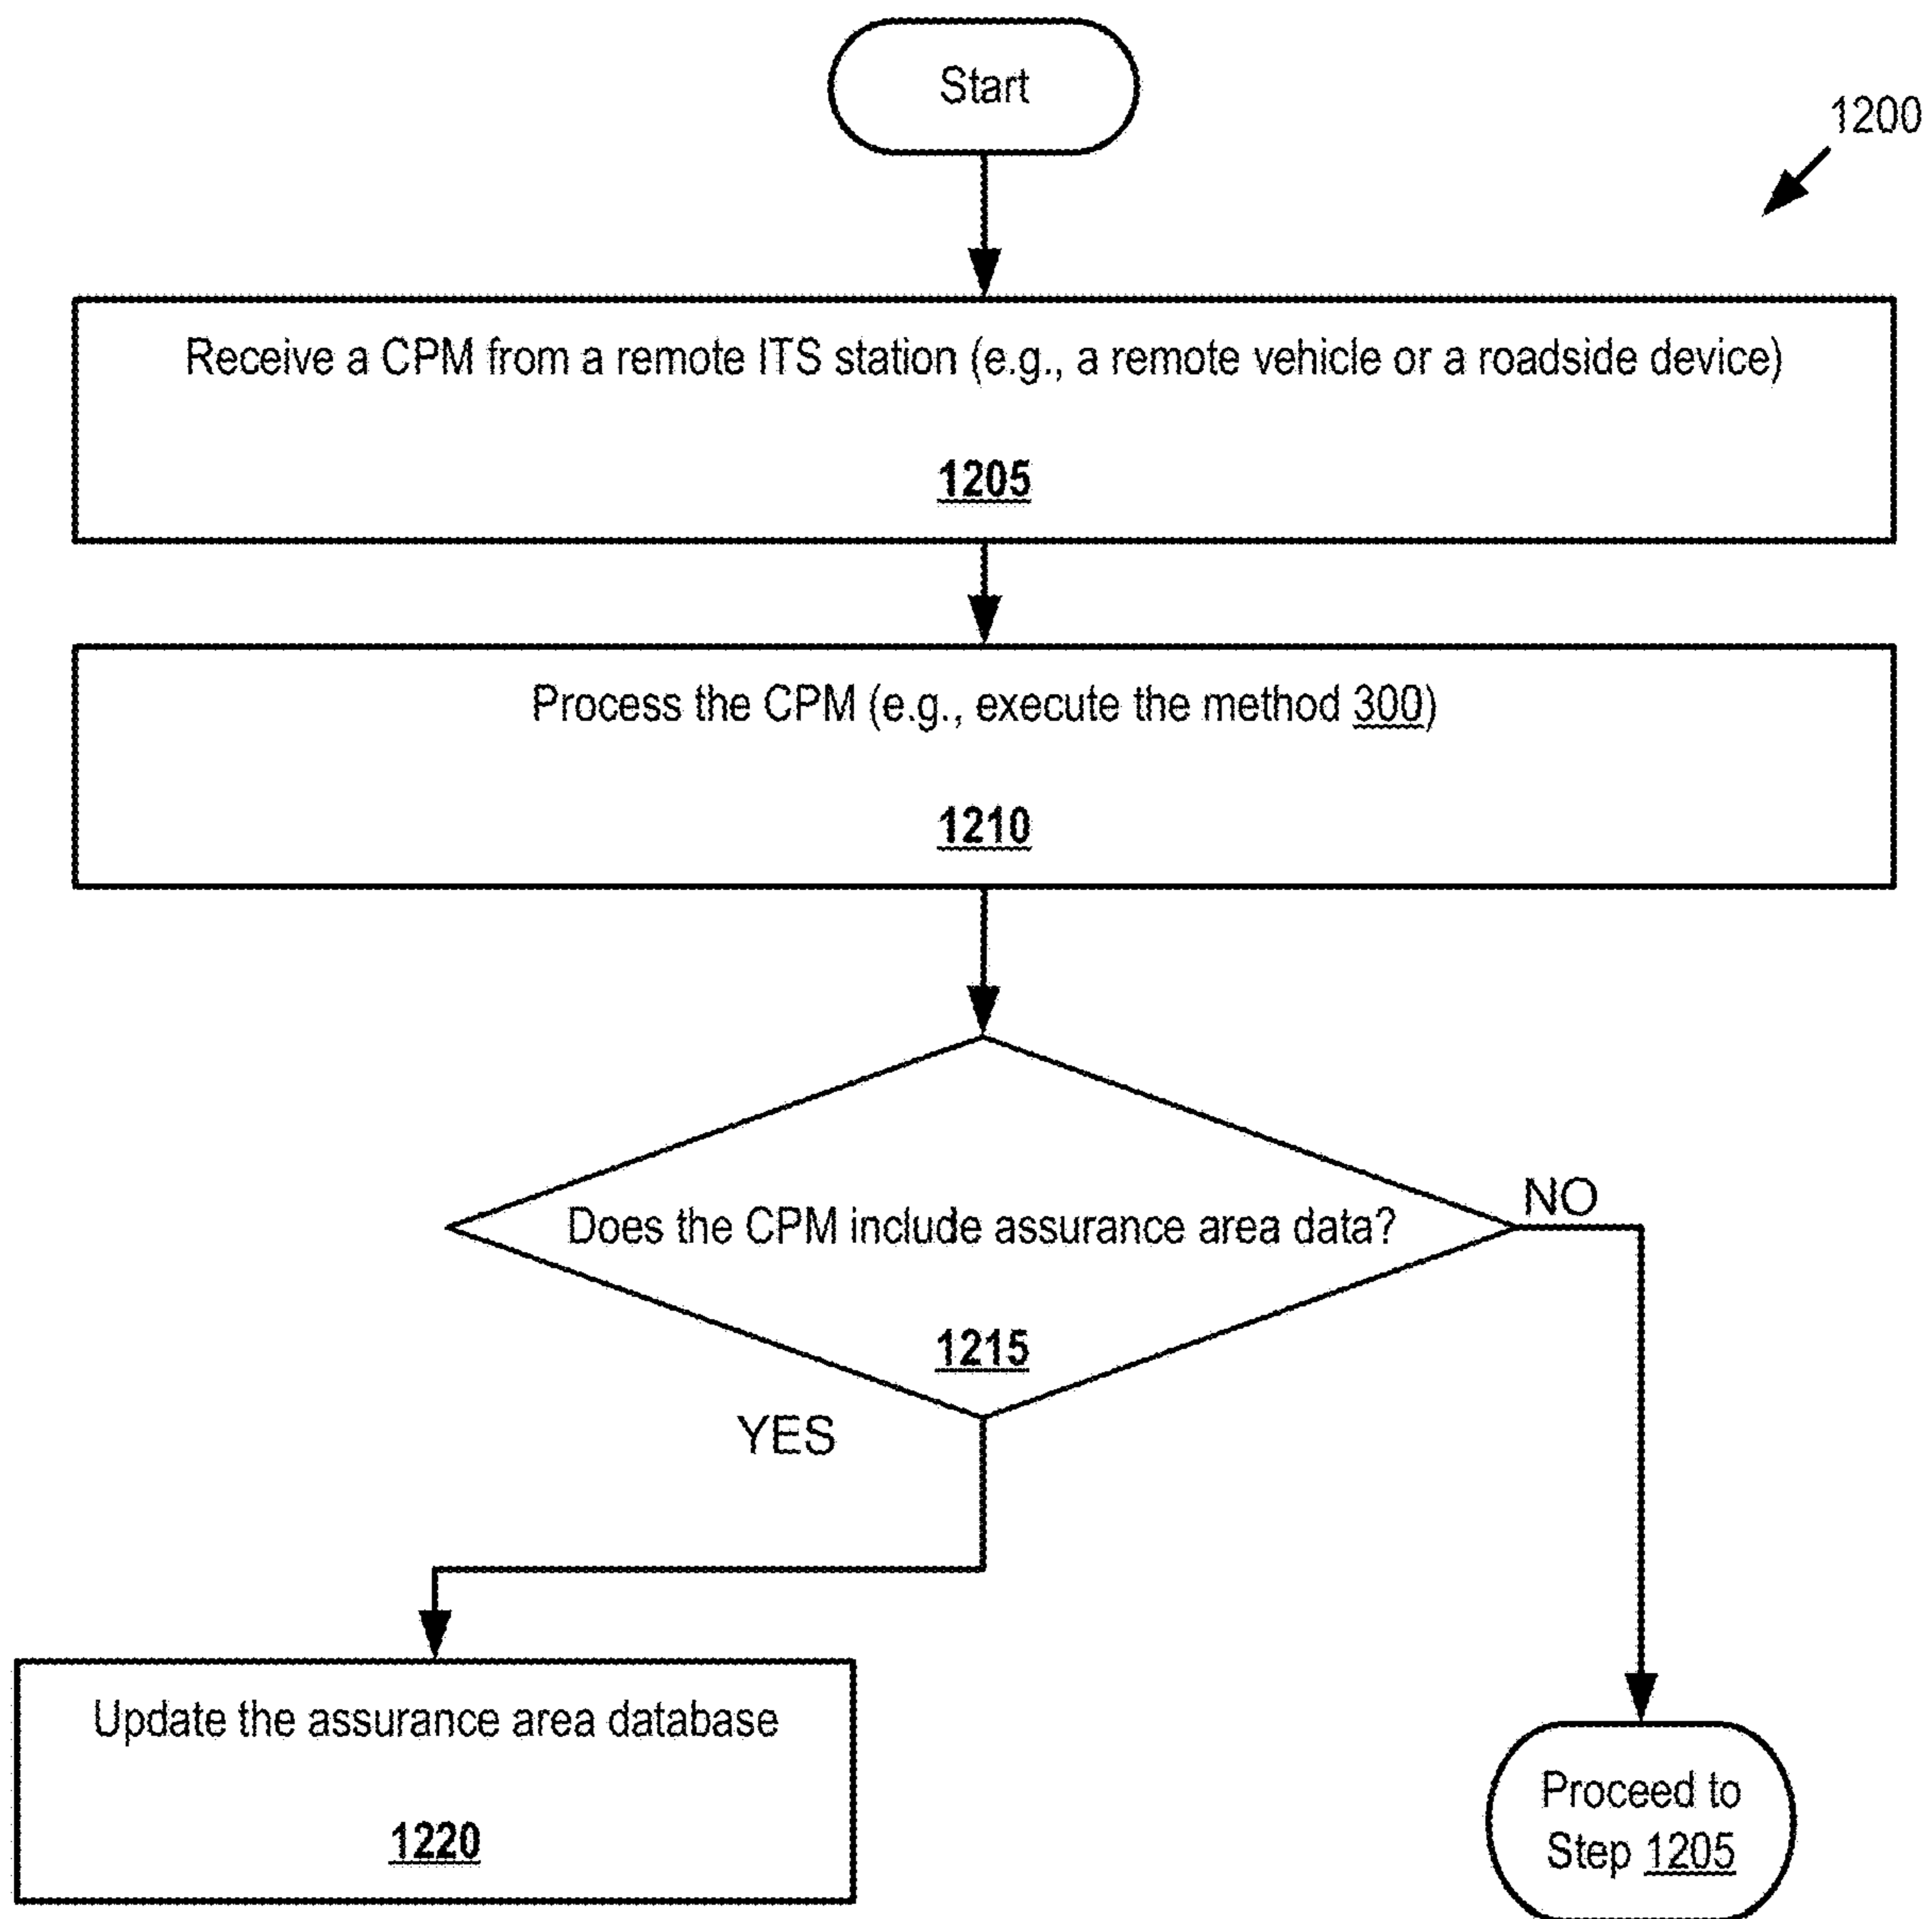 Start
1200
Receive a CPM from a remote ITS station (e.g., a remote vehicle or a roadside device)
1205
Process the CPM (e.g., execute the method 300)
1210
Does the CPM include assurance area data?
1215
NO
YES
Update the assurance area database
1220
Proceed to
Step 1205